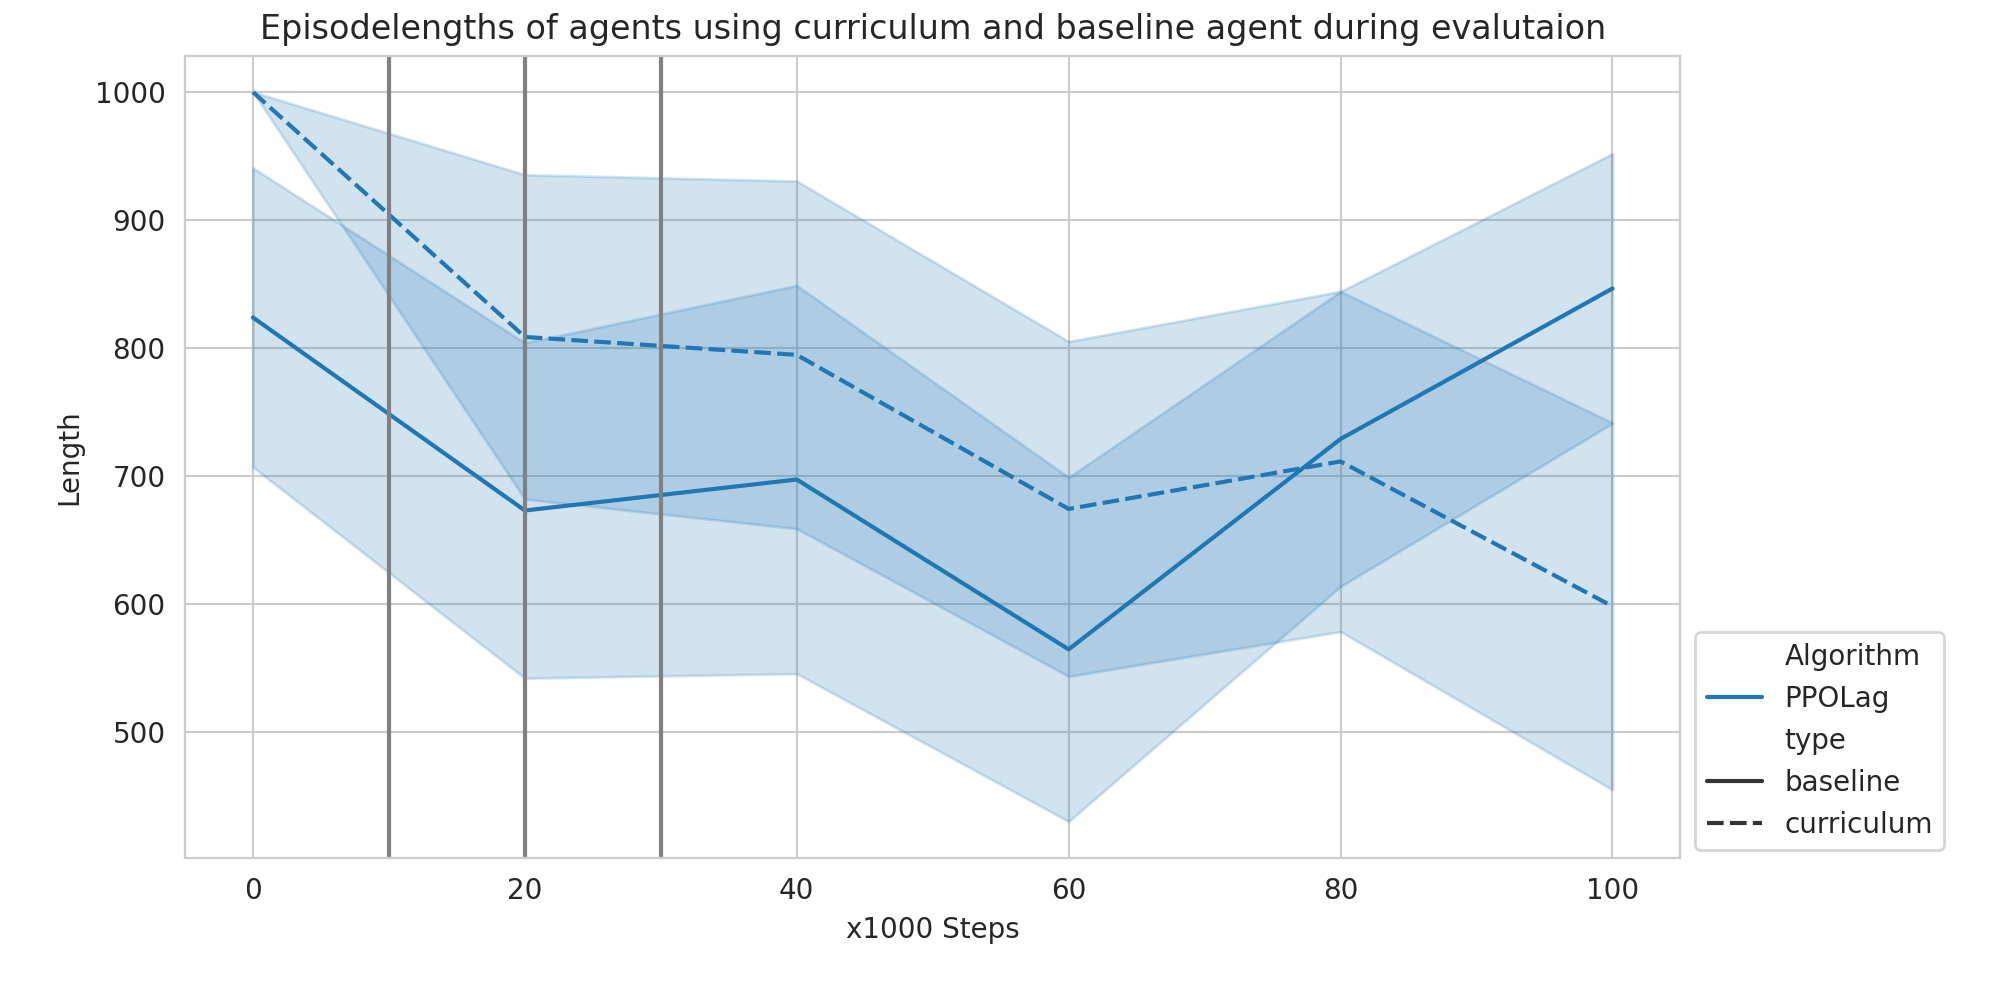 Episodelengths of agents using curriculum and baseline agent during evalutaion
1000
900
800
700
600
500
Length
0 20 40 60 80 100
x1000 Steps
Algorithm
PPOLag
type
baseline
curriculum